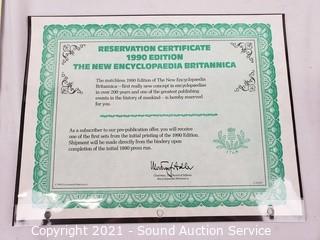 RESERVATION CERTIFICATE
1990 EDITION
THE NEW ENCYCLOPAEDIA BRITANNICA
The matchless 1990 Edition of The New Encyclopaedia
Britannica—first really new concept in encyclopaedias
in over 200 years and one of the greatest publishing
events in the history of mankind—is hereby reserved
for you.
As a subscriber to our pre-publication offer, you will receive
one of the first sets from the initial printing of the 1990 Edition.
Shipment will be made directly from the bindery upon
completion of the initial 1990 press run.
Copyright 2021 - Sound Auction Service